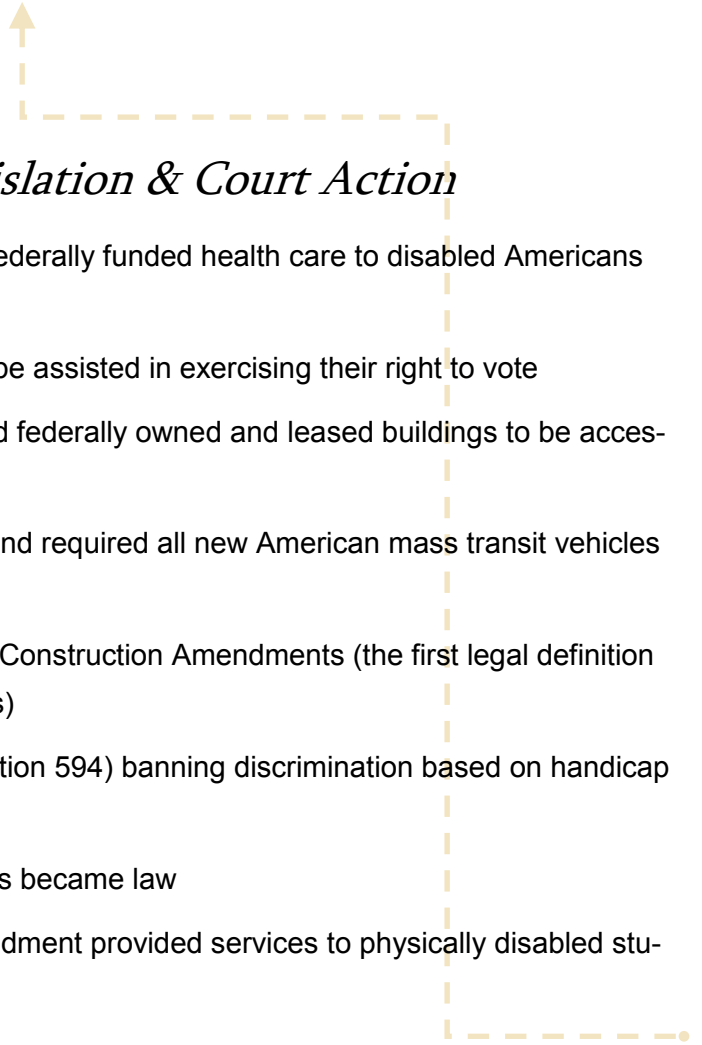 islation & Court Action
ederally funded health care to disabled Americans
be assisted in exercising their right to vote
d federally owned and leased buildings to be acces-
nd required all new American mass transit vehicles
Construction Amendments (the first legal definition
s)
tion 594) banning discrimination based on handicap
s became law
dment provided services to physically disabled stu-